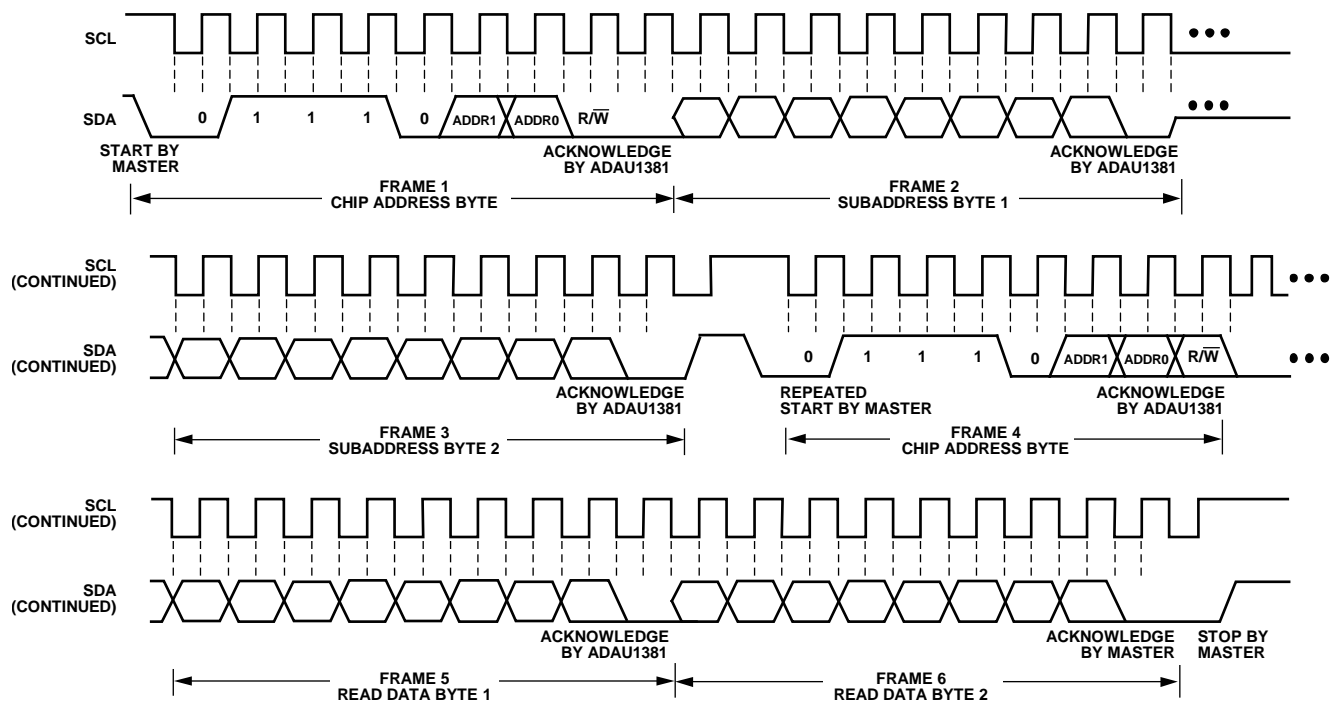 SCL
SDA
0 1 1 1 0 ADDR1 ADDR0 R/W̅
START BY
MASTER
ACKNOWLEDGE
BY ADAU1381
ACKNOWLEDGE
BY ADAU1381
FRAME 1
CHIP ADDRESS BYTE
FRAME 2
SUBADDRESS BYTE 1
SCL
(CONTINUED)
SDA
(CONTINUED)
0 1 1 1 0 ADDR1 ADDR0 R/W̅
ACKNOWLEDGE
BY ADAU1381
REPEATED
START BY MASTER
ACKNOWLEDGE
BY ADAU1381
FRAME 3
SUBADDRESS BYTE 2
FRAME 4
CHIP ADDRESS BYTE
SCL
(CONTINUED)
SDA
(CONTINUED)
ACKNOWLEDGE
BY ADAU1381
ACKNOWLEDGE
BY MASTER
STOP BY
MASTER
FRAME 5
READ DATA BYTE 1
FRAME 6
READ DATA BYTE 2